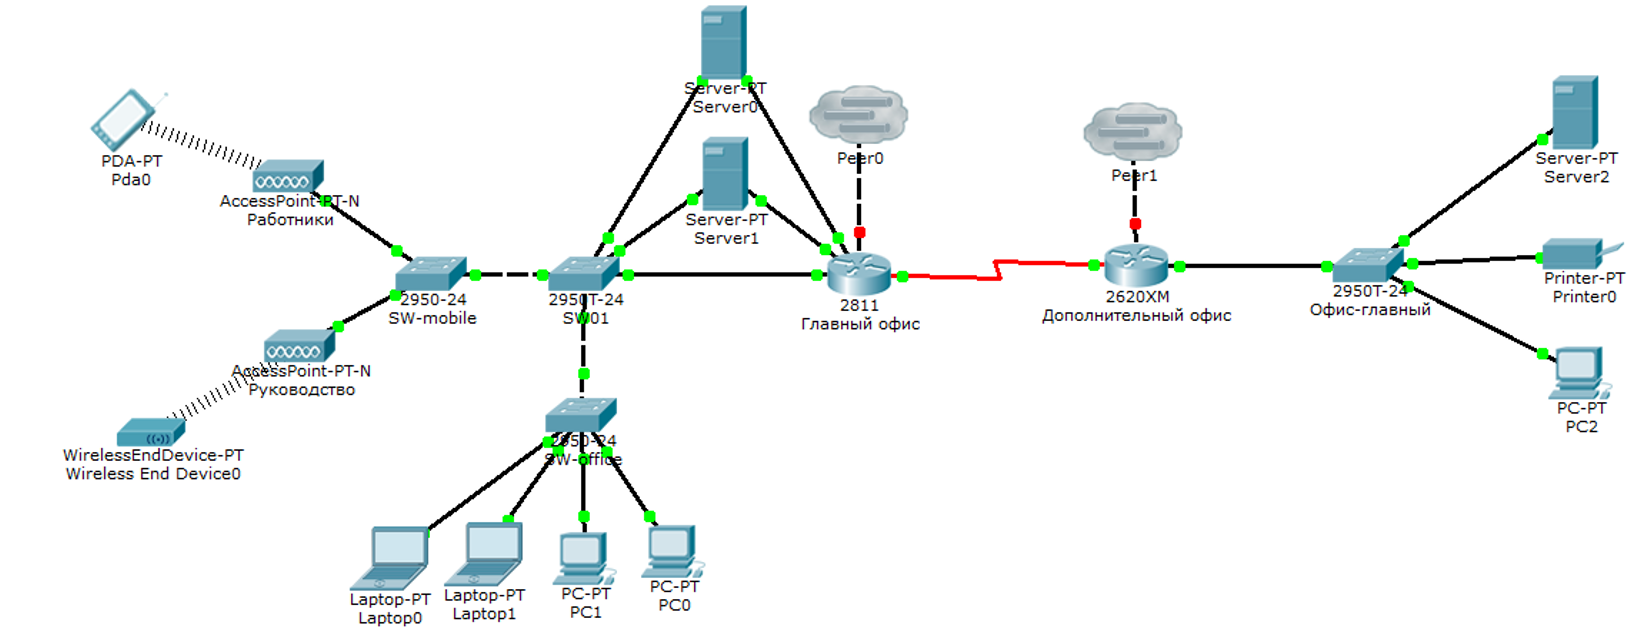 Server-PT
Server0
PDA-PT
Pda0
AccessPoint-PT-N
Работники
Server-PT
Server1
Peer0
Peer1
Server-PT
Server2
2950-24
SW-mobile
2950T-24
SW01
2811
Главный офис
2620XM
Дополнительный офис
2950T-24
Офис-главный
Printer-PT
Printer0
AccessPoint-PT-N
Руководство
WirelessEndDevice-PT
Wireless End Device0
2950-24
SW-office
PC-PT
PC2
Laptop-PT
Laptop0
Laptop-PT
Laptop1
PC-PT
PC1
PC-PT
PC0